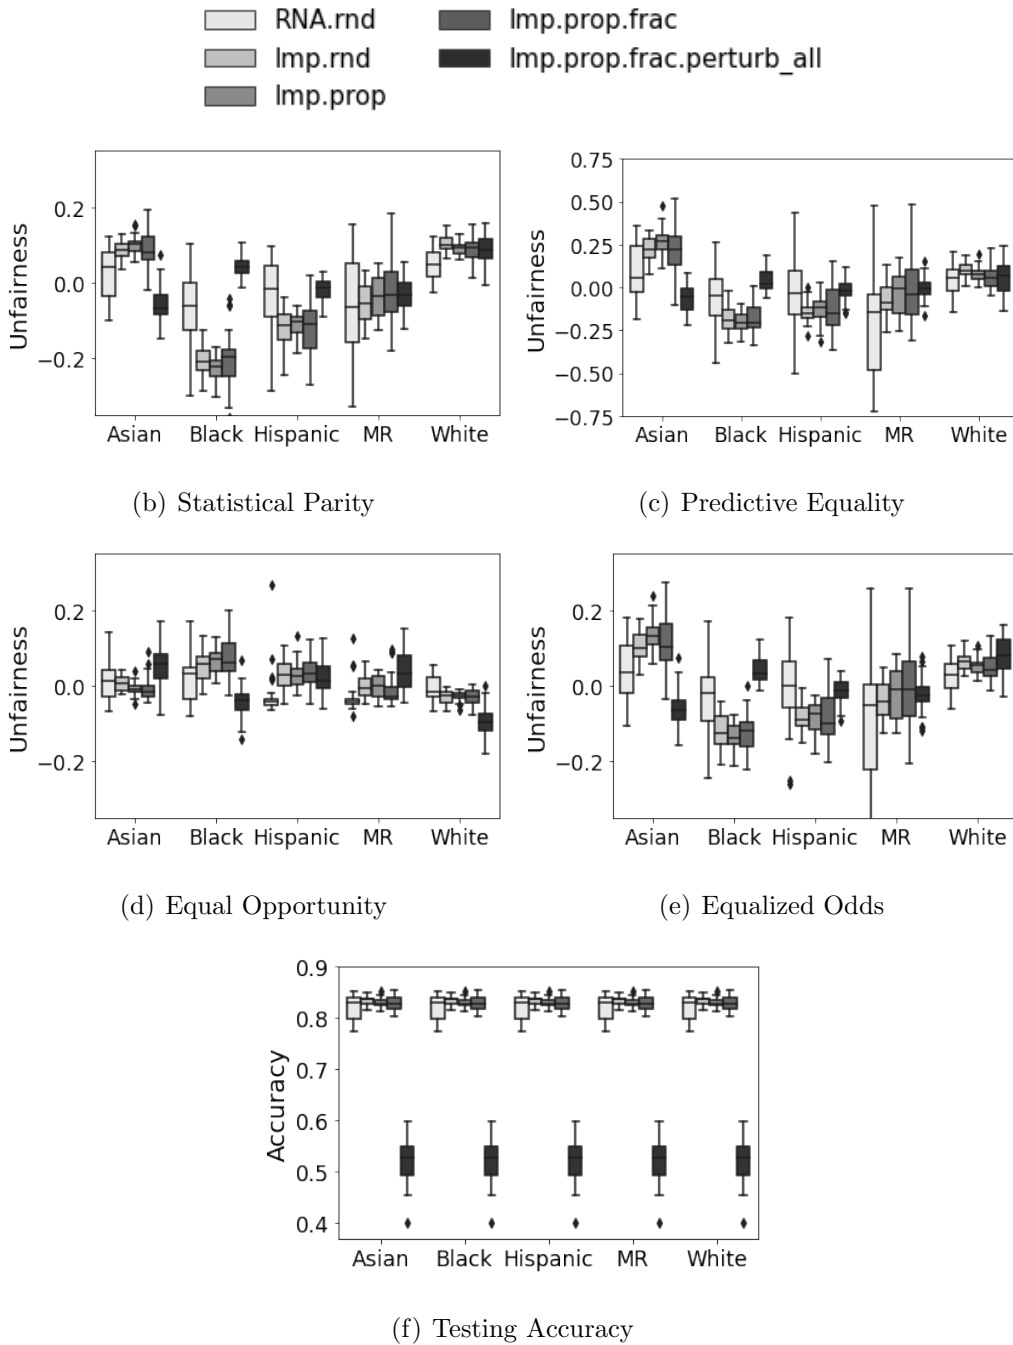 RNA.rnd
Imp.rnd
Imp.prop
Imp.prop.frac
Imp.prop.frac.perturb_all
Unfairness
0.2
0.0
−0.2
Asian Black Hispanic MR White
(b) Statistical Parity
Unfairness
0.75
0.50
0.25
0.00
−0.25
−0.50
−0.75
Asian Black Hispanic MR White
(c) Predictive Equality
Unfairness
0.2
0.0
−0.2
Asian Black Hispanic MR White
(d) Equal Opportunity
Unfairness
0.2
0.0
−0.2
Asian Black Hispanic MR White
(e) Equalized Odds
Accuracy
0.9
0.8
0.7
0.6
0.5
0.4
Asian Black Hispanic MR White
(f) Testing Accuracy